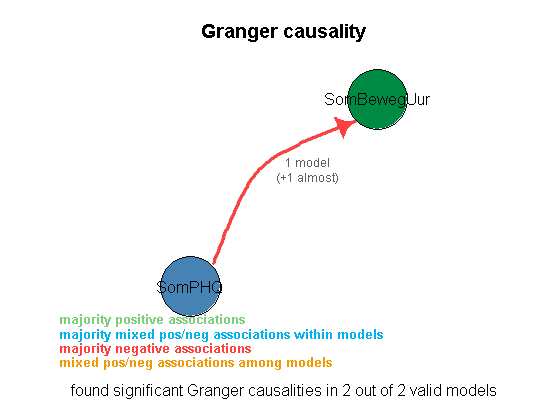 Granger causality
SomBewegUur
1 model
(+1 almost)
SomPHQ
majority positive associations
majority mixed pos/neg associations within models
majority negative associations
mixed pos/neg associations among models
found significant Granger causalities in 2 out of 2 valid models